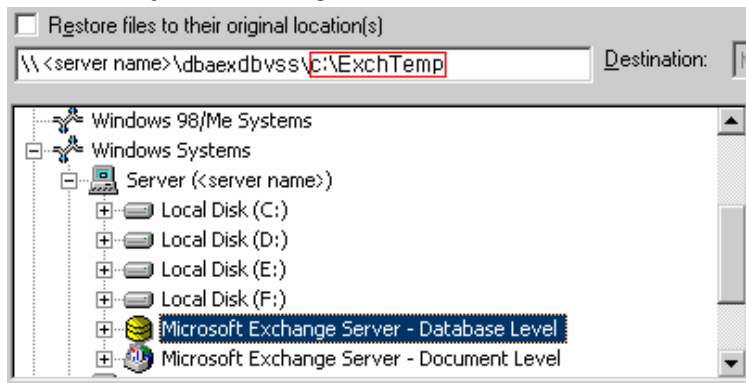 Restore files to their original location(s)
\\<server name>\dbaexdbvss\c:\ExchTemp Destination:
Windows 98/Me Systems
Windows Systems
Server (<server name>)
Local Disk (C:)
Local Disk (D:)
Local Disk (E:)
Local Disk (F:)
Microsoft Exchange Server - Database Level
Microsoft Exchange Server - Document Level